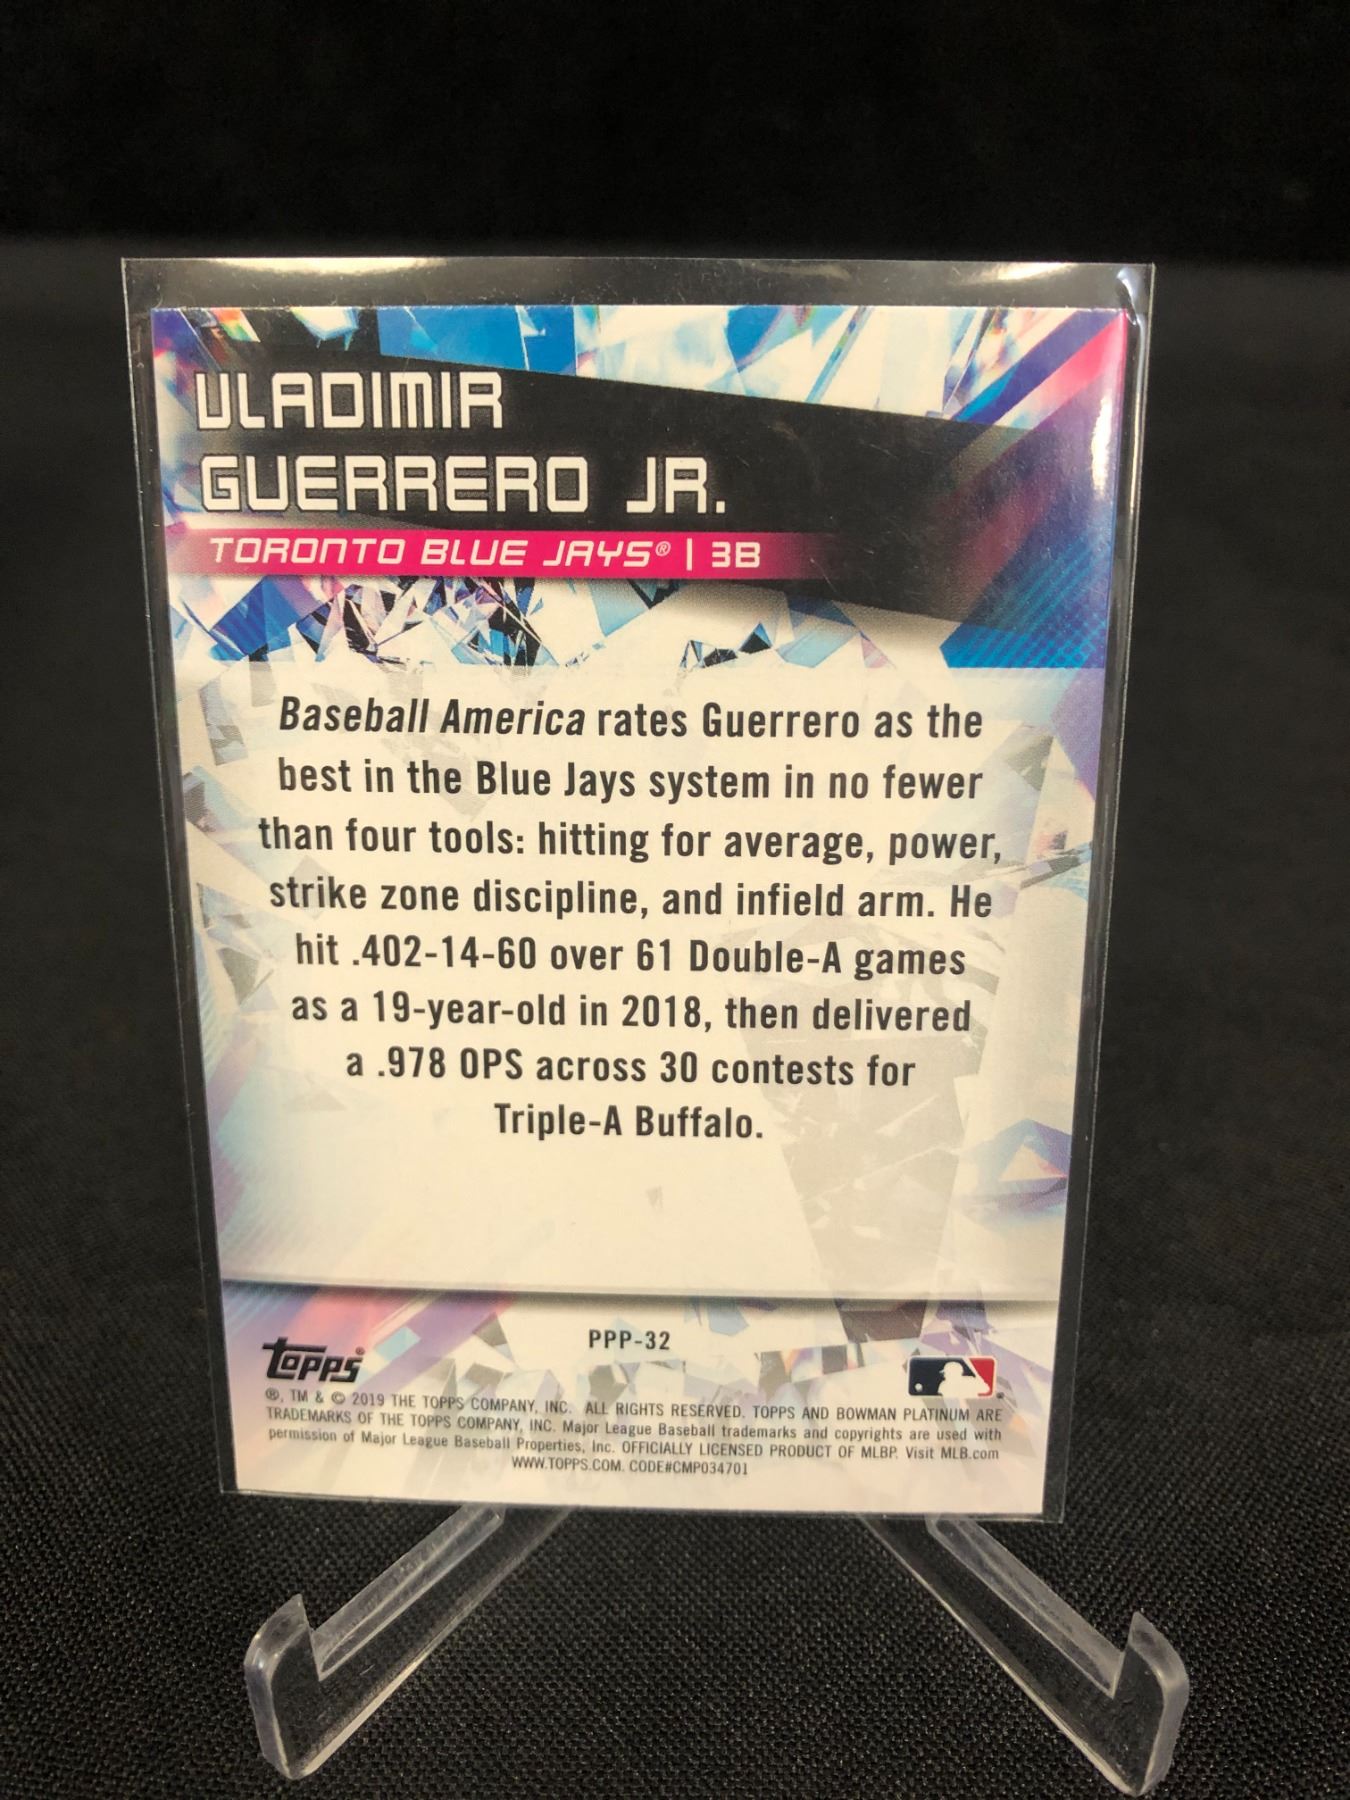 VLADIMIR
GUERRERO JR.
TORONTO BLUE JAYS® | 3B
Baseball America rates Guerrero as the
best in the Blue Jays system in no fewer
than four tools: hitting for average, power,
strike zone discipline, and infield arm. He
hit .402-14-60 over 61 Double-A games
as a 19-year-old in 2018, then delivered
a .978 OPS across 30 contests for
Triple-A Buffalo.
PPP-32
topps®
®, TM & © 2019 THE TOPPS COMPANY, INC. ALL RIGHTS RESERVED. TOPPS AND BOWMAN PLATINUM ARE
TRADEMARKS OF THE TOPPS COMPANY, INC. Major League Baseball trademarks and copyrights are used with
permission of Major League Baseball Properties, Inc. OFFICIALLY LICENSED PRODUCT OF MLBP. Visit MLB.com
WWW.TOPPS.COM. CODE#CMP034701